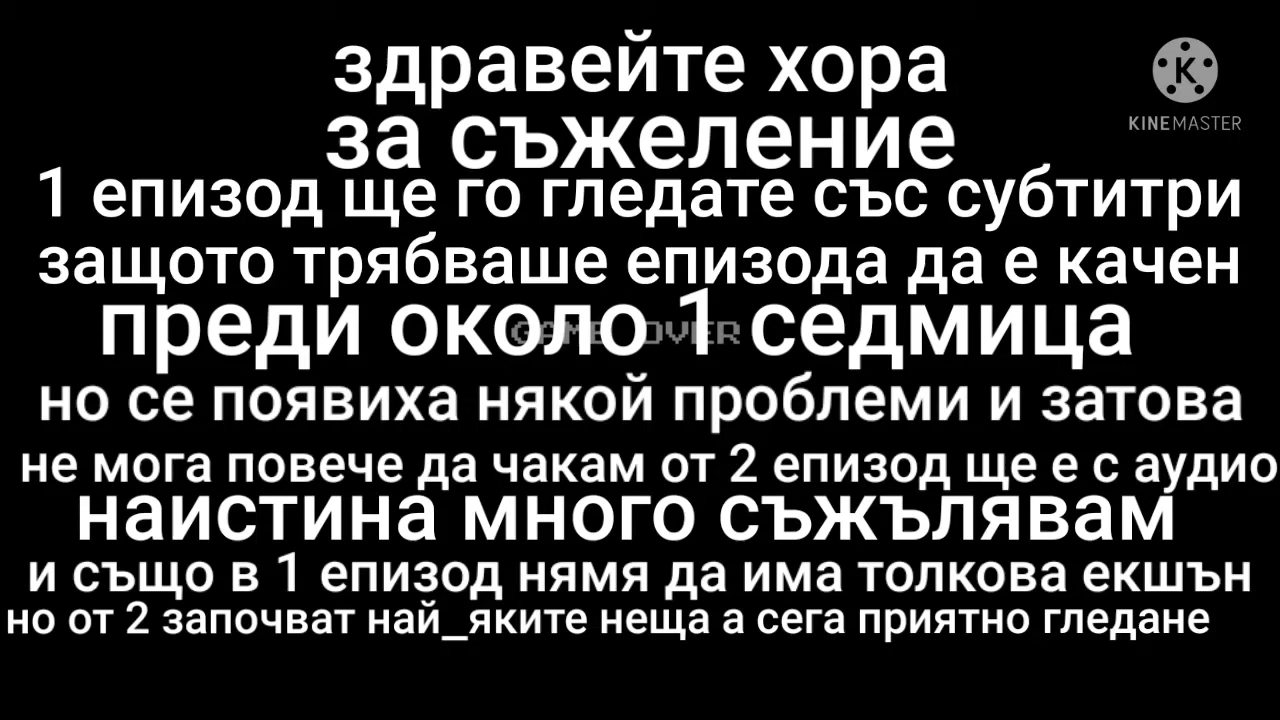 здравейте хора
за съжеление
1 епизод ще го гледате със субтитри
защото трябваше епизода да е качен
преди около 1 седмица
GAME OVER
но се появиха някой проблеми и затова
не мога повече да чакам от 2 епизод ще е с аудио
наистина много съжълявам
и също в 1 епизод нямя да има толкова екшън
но от 2 започват най_яките неща а сега приятно гледане
K
KINEMASTER